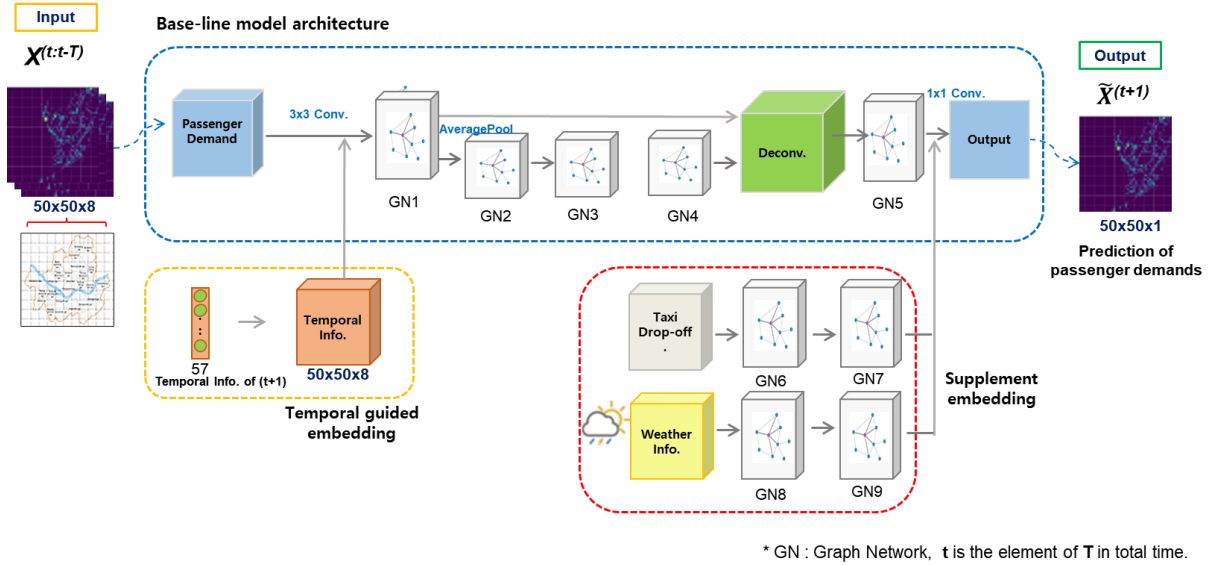 Input
X(t:t-T)
50x50x8
Base-line model architecture
Passenger
Demand
3x3 Conv.
GN1
AveragePool
GN2
GN3
GN4
Deconv.
GN5
1x1 Conv.
Output
Output
X̃(t+1)
50x50x1
Prediction of
passenger demands
57
Temporal Info. of (t+1)
Temporal
Info.
50x50x8
Temporal guided
embedding
Taxi
Drop-off
.
GN6
GN7
Weather
Info.
GN8
GN9
Supplement
embedding
* GN : Graph Network, t is the element of T in total time.